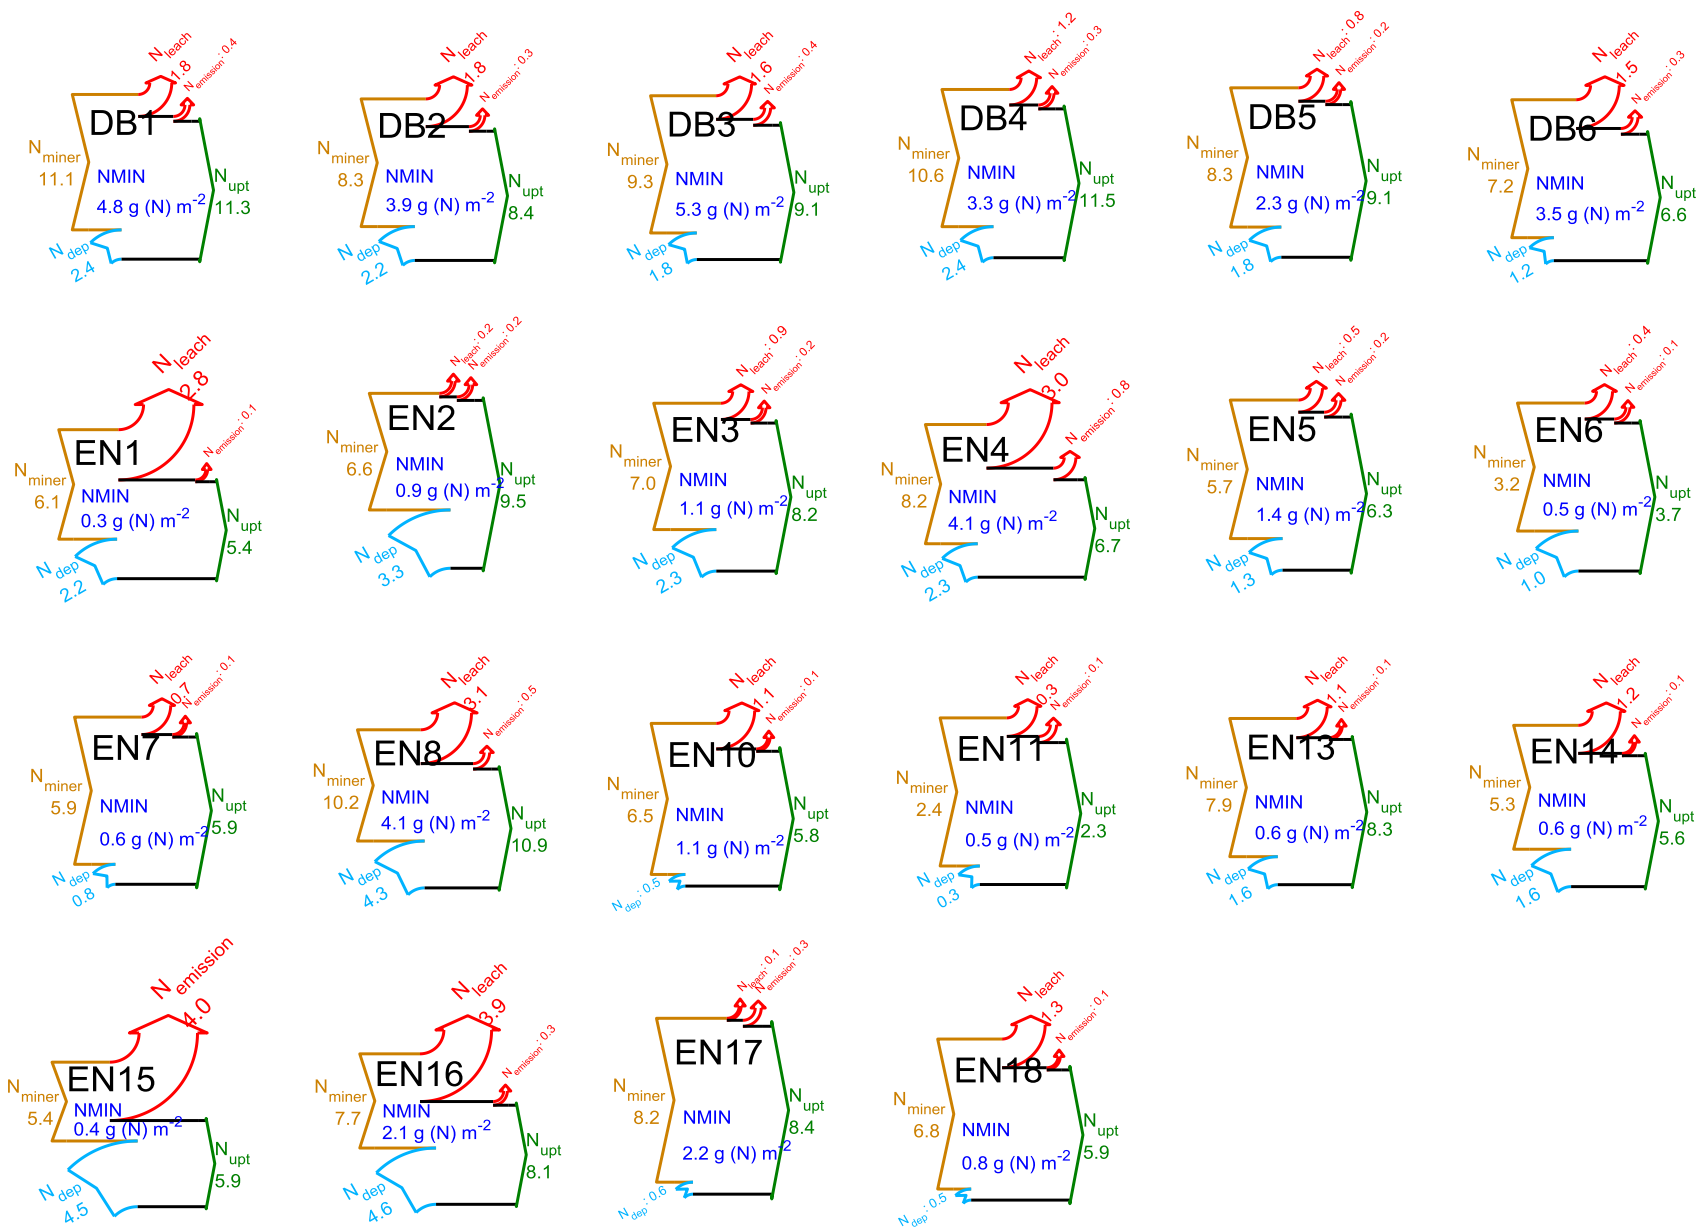 N leach
1.8
N emission: 0.4
DB1
N miner
11.1
NMIN
4.8 g (N) m-2
N upt
11.3
N dep
2.4
N leach
1.8
N emission: 0.3
DB2
N miner
8.3
NMIN
3.9 g (N) m-2
N upt
8.4
N dep
2.2
N leach
1.6
N emission: 0.4
DB3
N miner
9.3
NMIN
5.3 g (N) m-2
N upt
9.1
N dep
1.8
N leach: 1.2
N emission: 0.3
DB4
N miner
10.6
NMIN
3.3 g (N) m-2
N upt
11.5
N dep
2.4
N leach: 0.8
N emission: 0.2
DB5
N miner
8.3
NMIN
2.3 g (N) m-2
N upt
9.1
N dep
1.8
N leach
1.5
N emission: 0.3
DB6
N miner
7.2
NMIN
3.5 g (N) m-2
N upt
6.6
N dep
1.2
N leach
2.8
N emission: 0.1
EN1
N miner
6.1
NMIN
0.3 g (N) m-2
N upt
5.4
N dep
2.2
N leach: 0.2
N emission: 0.2
EN2
N miner
6.6
NMIN
0.9 g (N) m-2
N upt
9.5
N dep
3.3
N leach: 0.9
N emission: 0.2
EN3
N miner
7.0
NMIN
1.1 g (N) m-2
N upt
8.2
N dep
2.3
N leach
3.0
N emission: 0.8
EN4
N miner
8.2
NMIN
4.1 g (N) m-2
N upt
6.7
N dep
2.3
N leach: 0.5
N emission: 0.2
EN5
N miner
5.7
NMIN
1.4 g (N) m-2
N upt
6.3
N dep
1.3
N leach: 0.4
N emission: 0.1
EN6
N miner
3.2
NMIN
0.5 g (N) m-2
N upt
3.7
N dep
1.0
N leach
0.7
N emission: 0.1
EN7
N miner
5.9
NMIN
0.6 g (N) m-2
N upt
5.9
N dep
0.8
N leach
3.1
N emission: 0.5
EN8
N miner
10.2
NMIN
4.1 g (N) m-2
N upt
10.9
N dep
4.3
N leach
1.1
N emission: 0.1
EN10
N miner
6.5
NMIN
1.1 g (N) m-2
N upt
5.8
N dep: 0.5
N leach
0.3
N emission: 0.1
EN11
N miner
2.4
NMIN
0.5 g (N) m-2
N upt
2.3
N dep
0.3
N leach
1.1
N emission: 0.1
EN13
N miner
7.9
NMIN
0.6 g (N) m-2
N upt
8.3
N dep
1.6
N leach
1.2
N emission: 0.1
EN14
N miner
5.3
NMIN
0.6 g (N) m-2
N upt
5.6
N dep
1.6
N emission
4.0
EN15
N miner
5.4
NMIN
0.4 g (N) m-2
N upt
5.9
N dep
4.5
N leach
3.9
N emission: 0.3
EN16
N miner
7.7
NMIN
2.1 g (N) m-2
N upt
8.1
N dep
4.6
N leach: 0.1
N emission: 0.3
EN17
N miner
8.2
NMIN
2.2 g (N) m-2
N upt
8.4
N dep: 0.6
N leach
1.3
N emission: 0.1
EN18
N miner
6.8
NMIN
0.8 g (N) m-2
N upt
5.9
N dep: 0.5